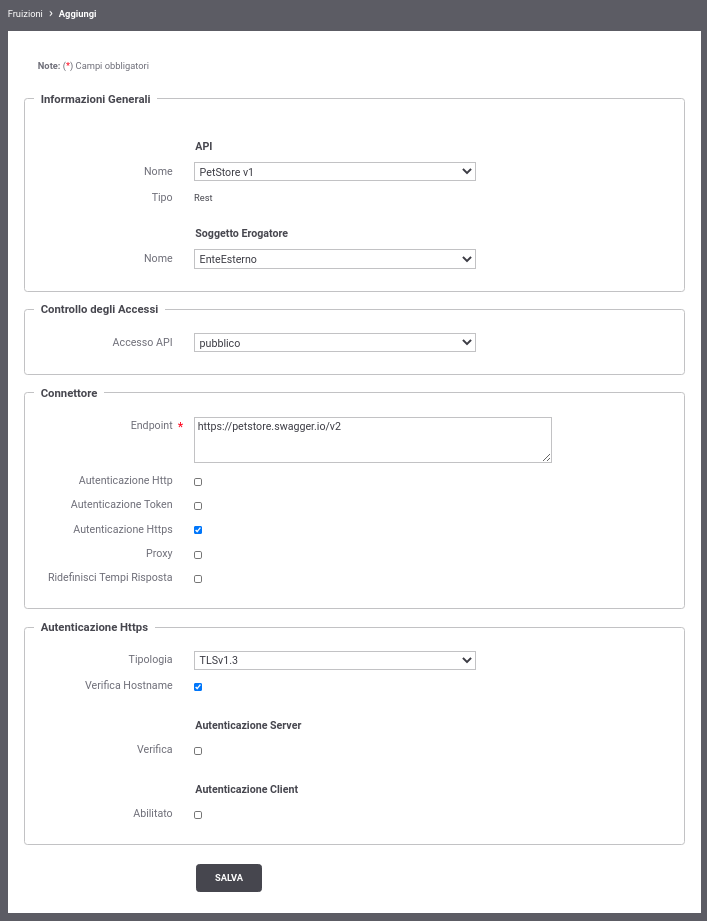 Fruizioni › Aggiungi
Note: (*) Campi obbligatori
Informazioni Generali
API
Nome PetStore v1
Tipo Rest
Soggetto Erogatore
Nome EnteEsterno
Controllo degli Accessi
Accesso API pubblico
Connettore
Endpoint * https://petstore.swagger.io/v2
Autenticazione Http
Autenticazione Token
Autenticazione Https
Proxy
Ridefinisci Tempi Risposta
Autenticazione Https
Tipologia TLSv1.3
Verifica Hostname
Autenticazione Server
Verifica
Autenticazione Client
Abilitato
SALVA